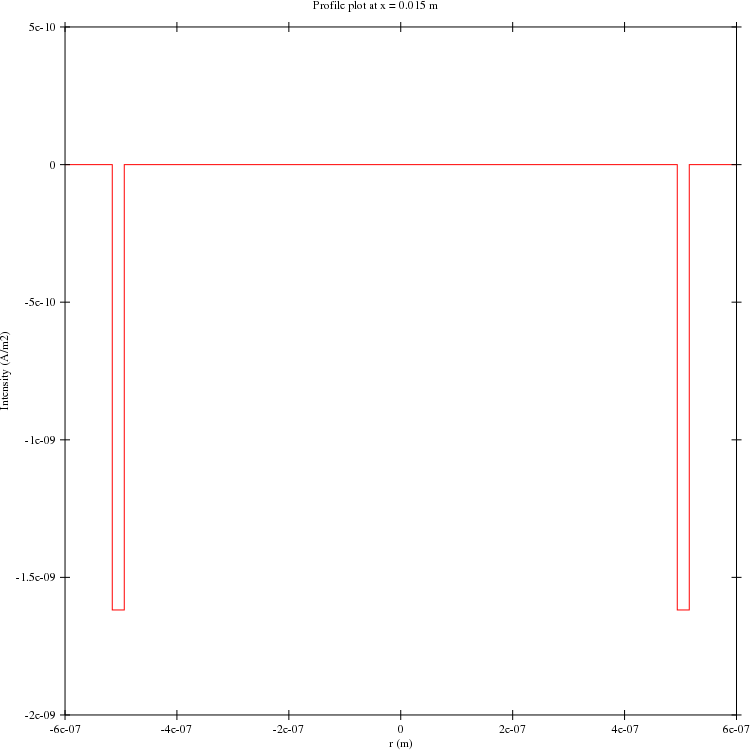 Profile plot at x = 0.015 m
5e-10
0
-5e-10
-1e-09
-1.5e-09
-2e-09
Intensity (A/m2)
-6e-07 -4e-07 -2e-07 0 2e-07 4e-07 6e-07
r (m)